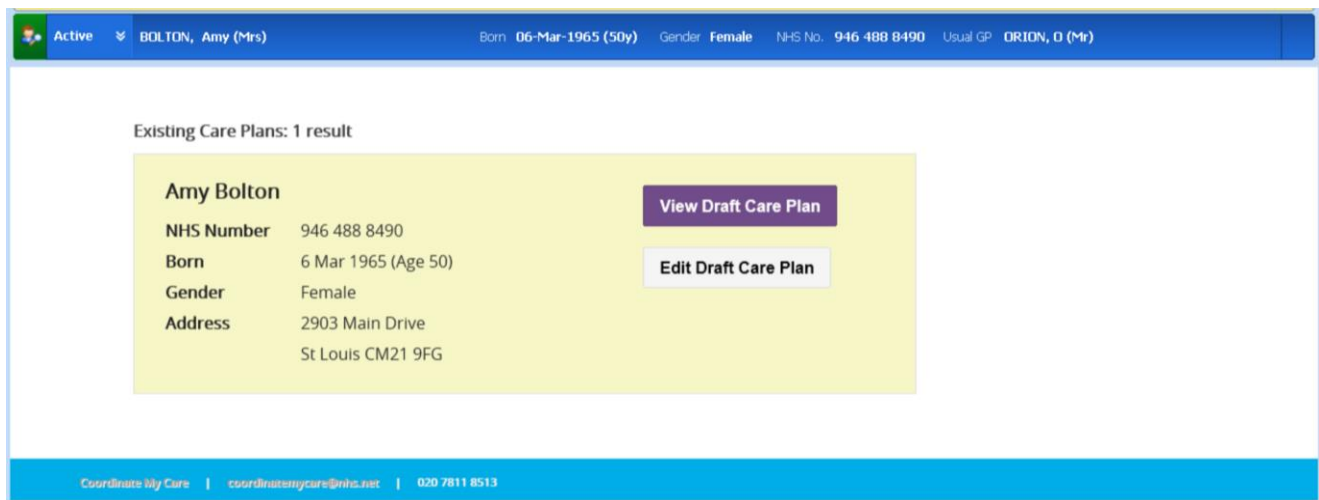 Active BOLTON, Amy (Mrs) Born 06-Mar-1965 (50y) Gender Female NHS No. 946 488 8490 Usual GP ORION, O (Mr)
Existing Care Plans: 1 result
Amy Bolton
View Draft Care Plan
NHS Number 946 488 8490
Born 6 Mar 1965 (Age 50)
Edit Draft Care Plan
Gender Female
Address 2903 Main Drive
St Louis CM21 9FG
Coordinate My Care | coordinatemycare@nhs.net | 020 7811 8513